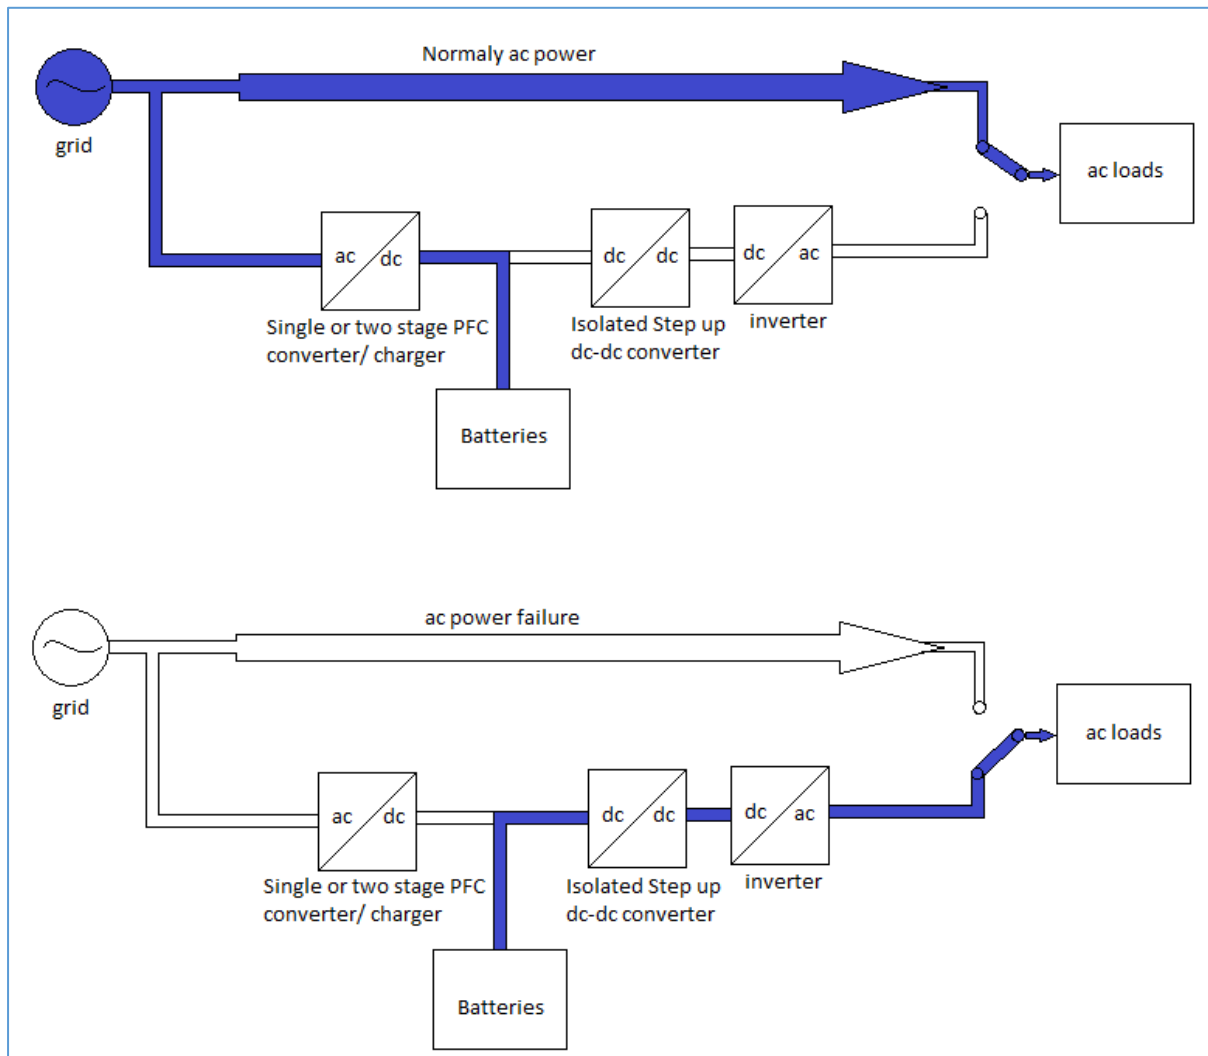 Normaly ac power
grid
ac loads
ac
dc
dc
dc
dc
ac
Single or two stage PFC
converter/ charger
Isolated Step up
dc-dc converter
inverter
Batteries
ac power failure
grid
ac loads
ac
dc
dc
dc
dc
ac
Single or two stage PFC
converter/ charger
Isolated Step up
dc-dc converter
inverter
Batteries